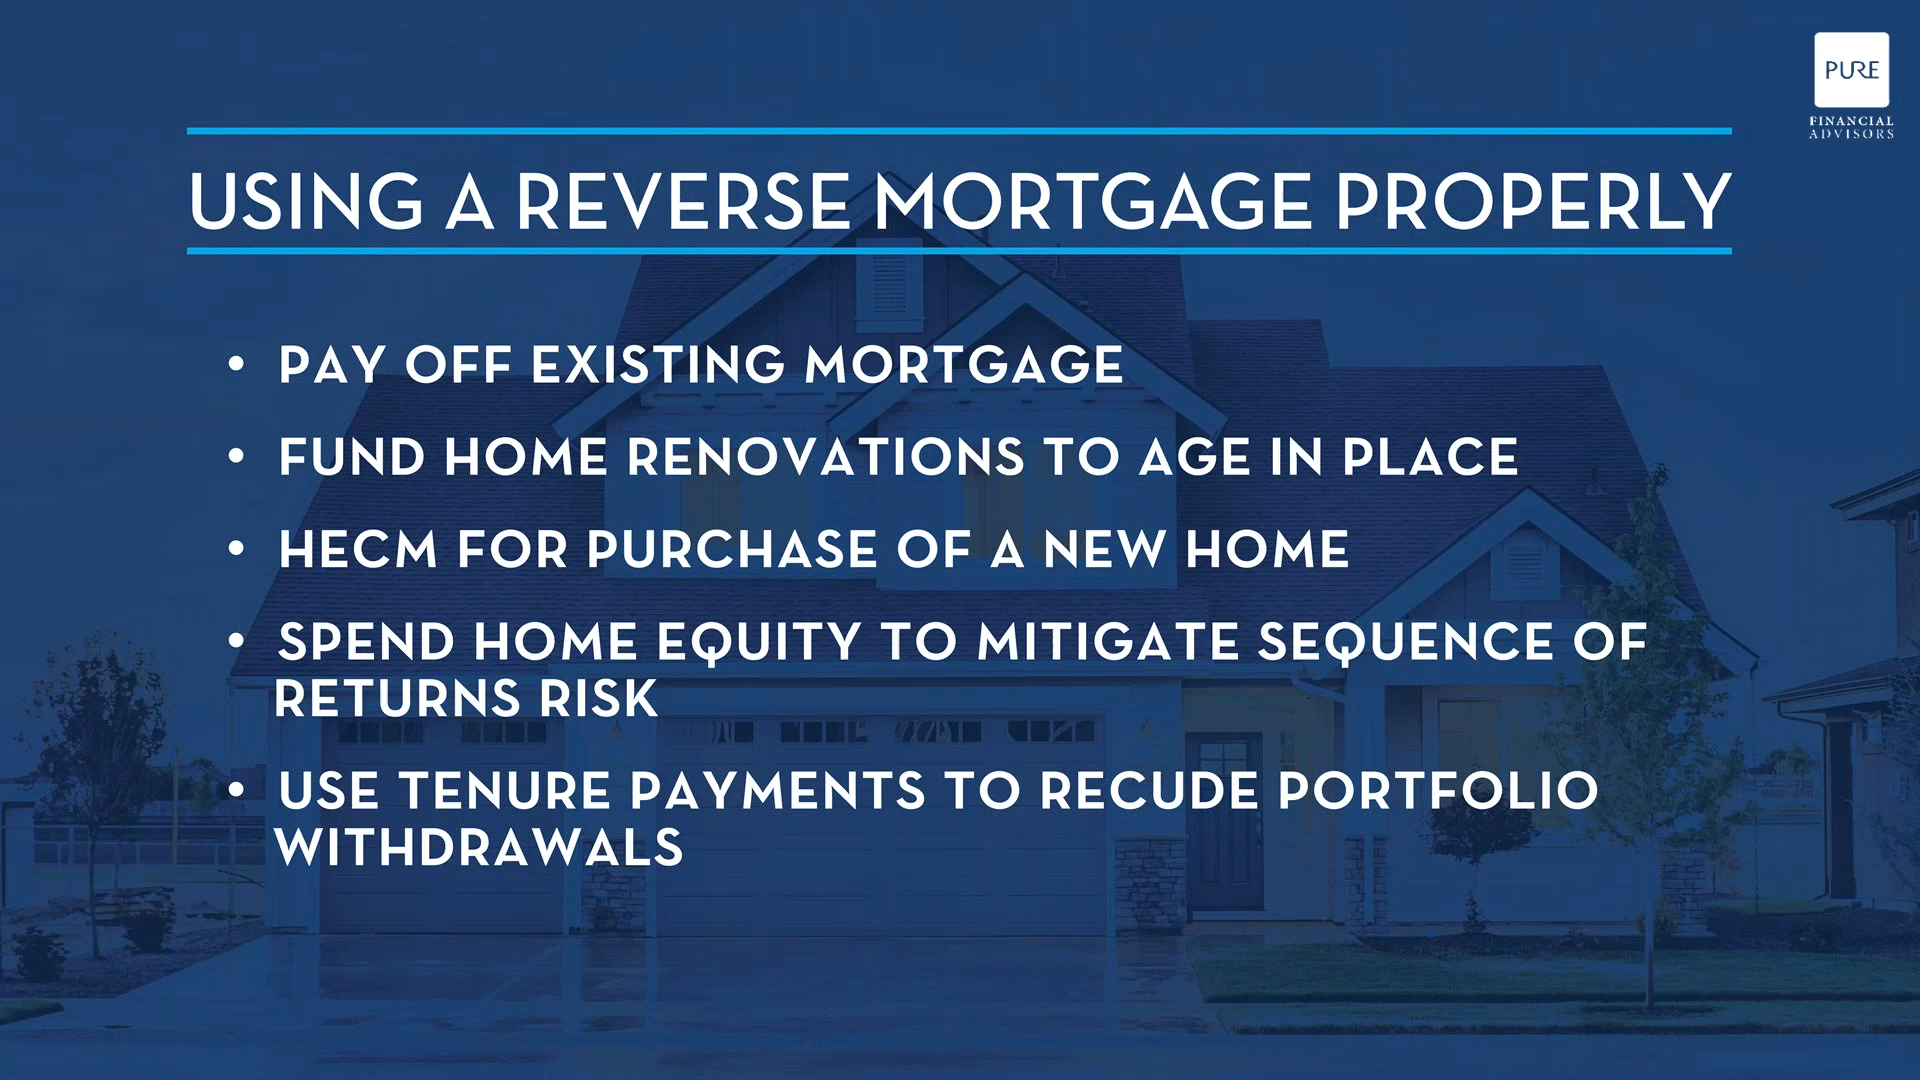 PURE
FINANCIAL
ADVISORS
USING A REVERSE MORTGAGE PROPERLY
• PAY OFF EXISTING MORTGAGE
• FUND HOME RENOVATIONS TO AGE IN PLACE
• HECM FOR PURCHASE OF A NEW HOME
• SPEND HOME EQUITY TO MITIGATE SEQUENCE OF
RETURNS RISK
• USE TENURE PAYMENTS TO RECUDE PORTFOLIO
WITHDRAWALS